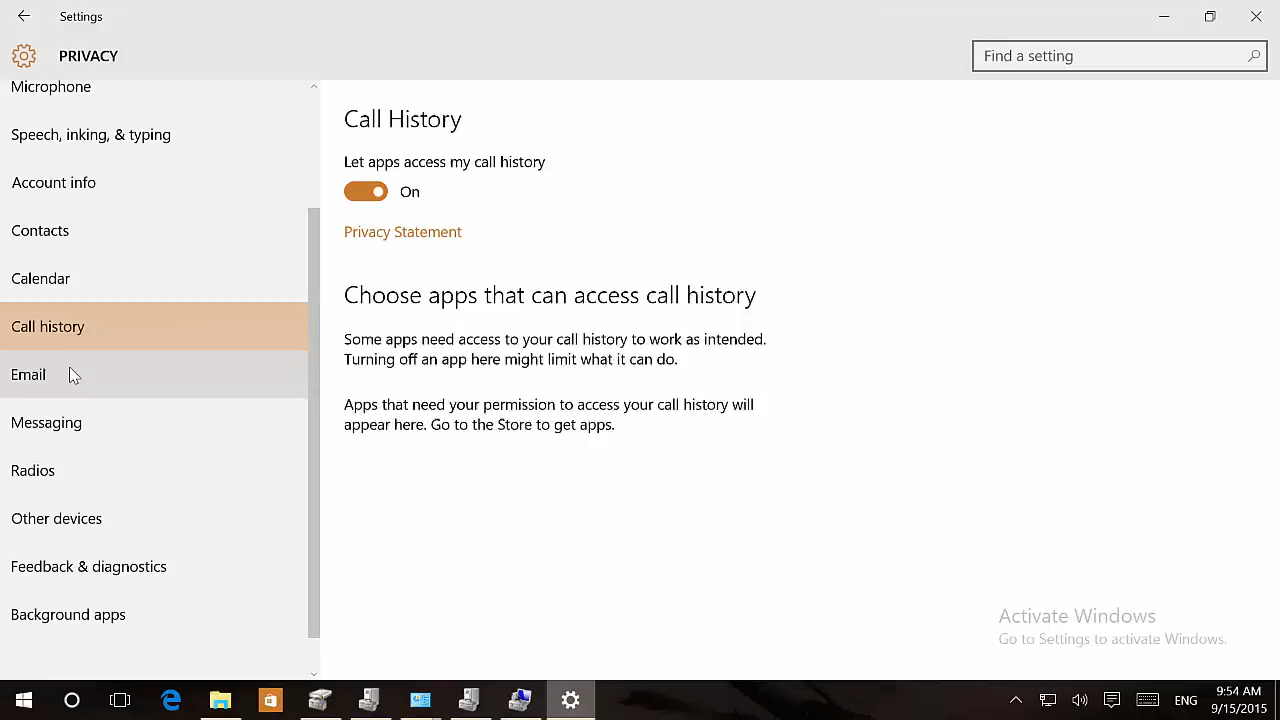 Settings
PRIVACY
Find a setting
Microphone
Speech, inking, & typing
Account info
Contacts
Calendar
Call history
Email
Messaging
Radios
Other devices
Feedback & diagnostics
Background apps
Call History
Let apps access my call history
On
Privacy Statement
Choose apps that can access call history
Some apps need access to your call history to work as intended.
Turning off an app here might limit what it can do.
Apps that need your permission to access your call history will
appear here. Go to the Store to get apps.
Activate Windows
Go to Settings to activate Windows.
ENG
9:54 AM
9/15/2015